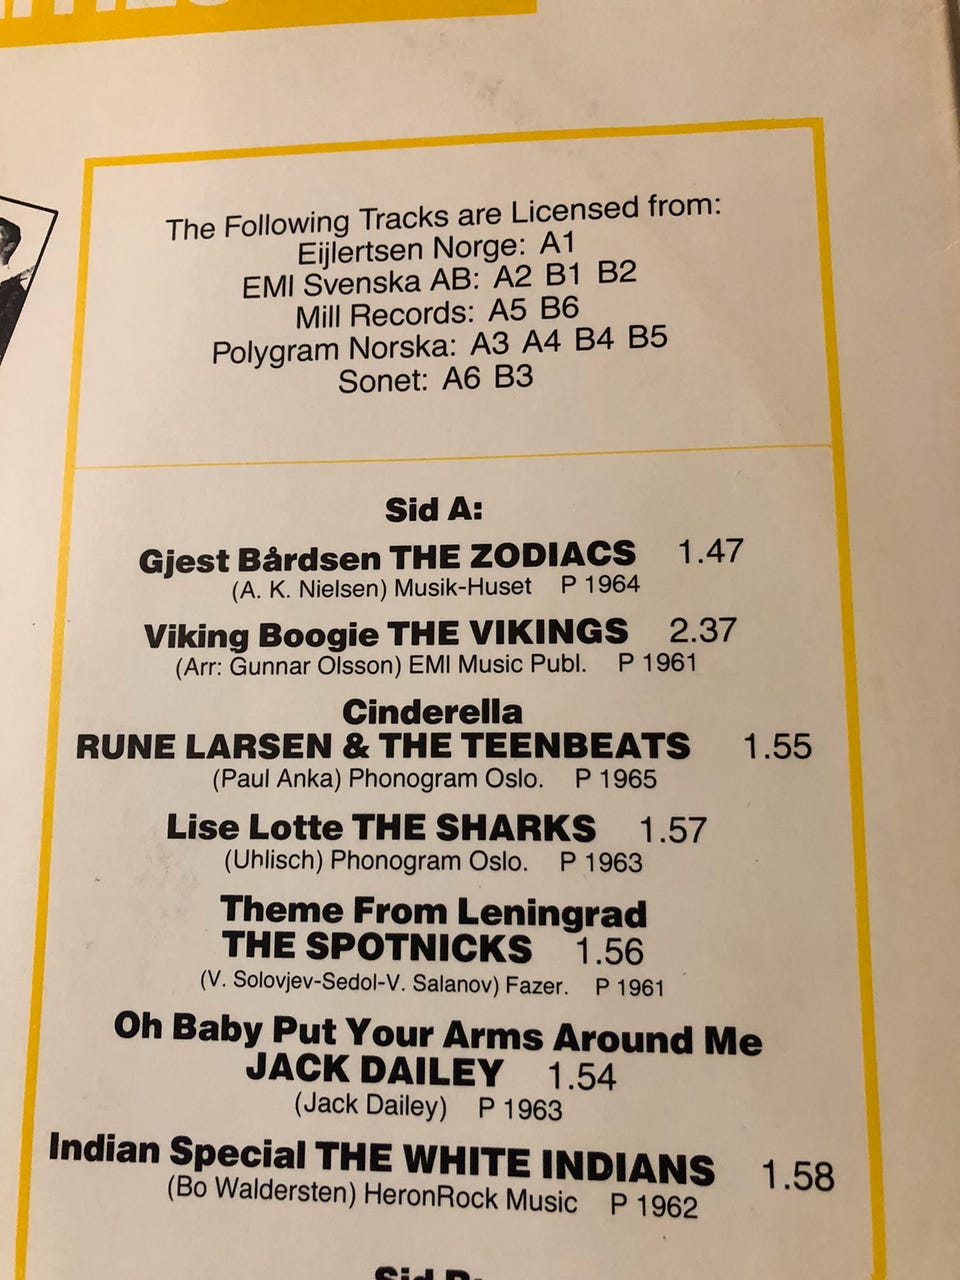 The Following Tracks are Licensed from:
Eijlertsen Norge: A1
EMI Svenska AB: A2 B1 B2
Mill Records: A5 B6
Polygram Norska: A3 A4 B4 B5
Sonet: A6 B3
Sid A:
Gjest Bårdsen THE ZODIACS 1.47
(A. K. Nielsen) Musik-Huset P 1964
Viking Boogie THE VIKINGS 2.37
(Arr: Gunnar Olsson) EMI Music Publ. P 1961
Cinderella
RUNE LARSEN & THE TEENBEATS 1.55
(Paul Anka) Phonogram Oslo. P 1965
Lise Lotte THE SHARKS 1.57
(Uhlisch) Phonogram Oslo. P 1963
Theme From Leningrad
THE SPOTNICKS 1.56
(V. Solovjev-Sedol-V. Salanov) Fazer. P 1961
Oh Baby Put Your Arms Around Me
JACK DAILEY 1.54
(Jack Dailey) P 1963
Indian Special THE WHITE INDIANS 1.58
(Bo Waldersten) HeronRock Music P 1962
Sid B: